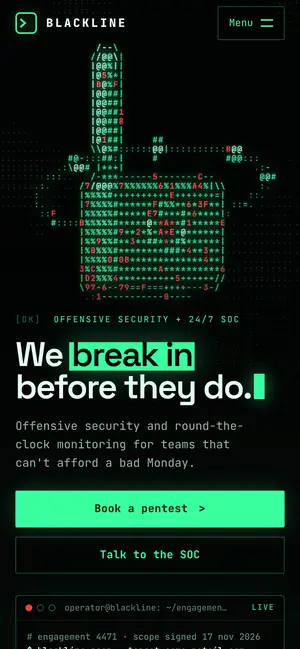 BLACKLINE
Menu
[OK] OFFENSIVE SECURITY + 24/7 SOC
We break in
before they do.
Offensive security and round-the-
clock monitoring for teams that
can't afford a bad Monday.
Book a pentest >
Talk to the SOC
operator@blackline: ~/engagemen…
LIVE
# engagement 4471 · scope signed 17 nov 2026